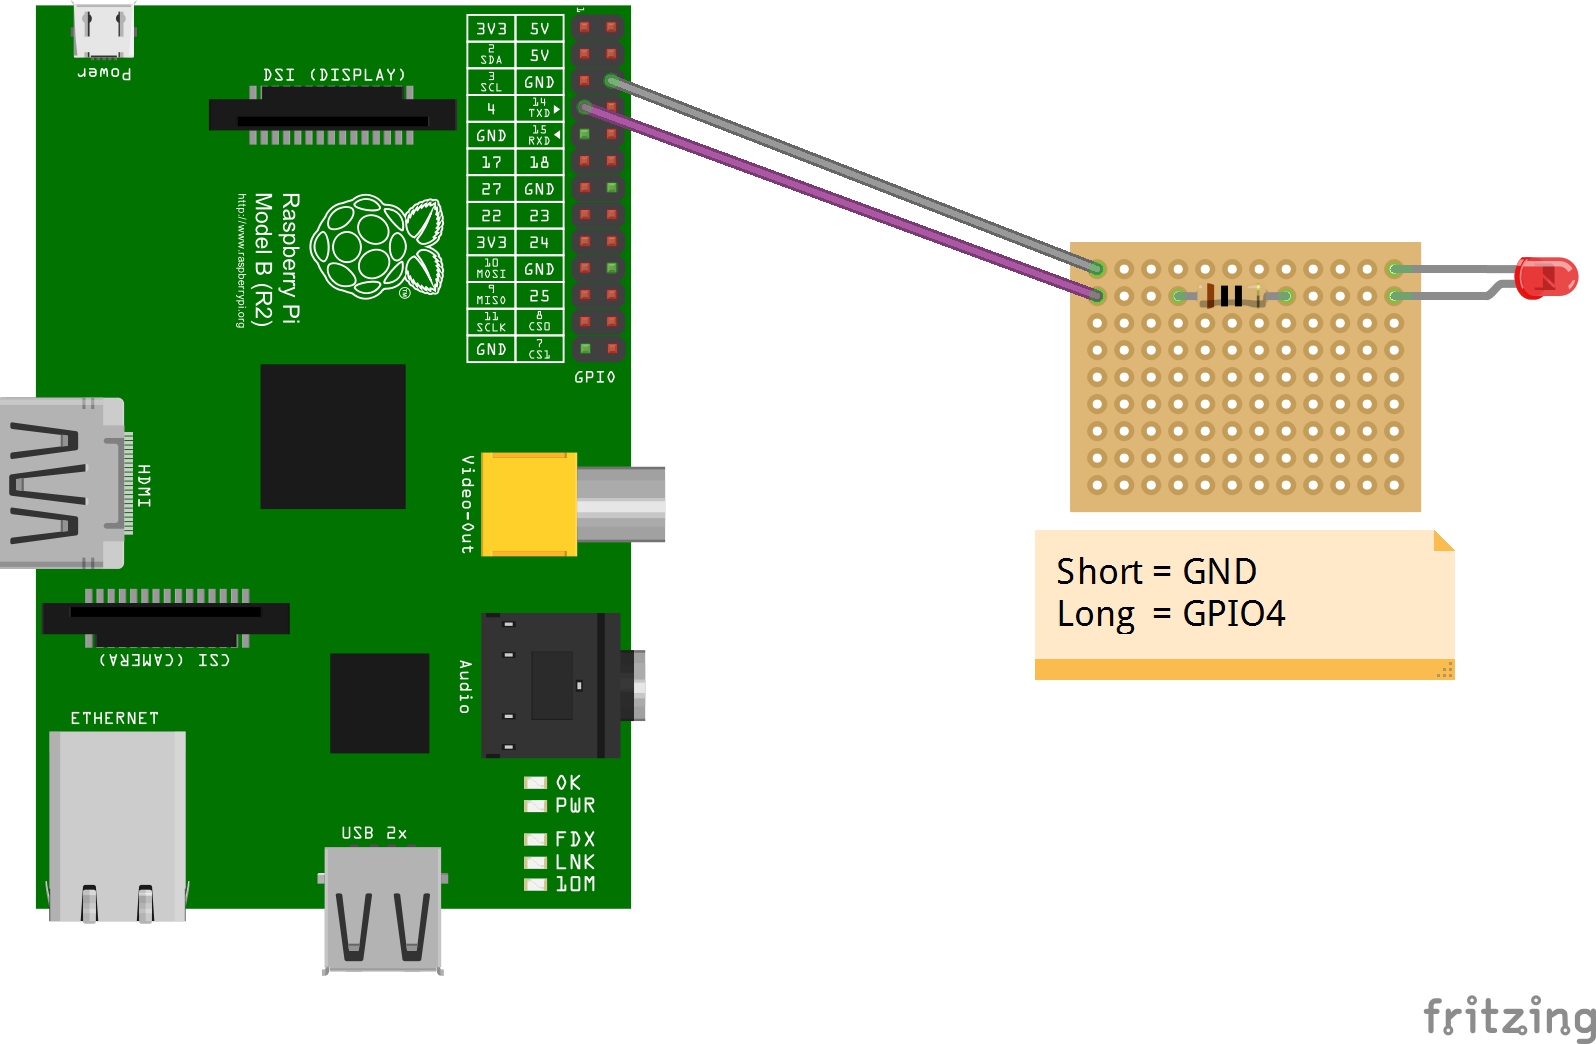 1
3V3 5V
2 SDA 5V
3 SCL GND
4 14 TXD
GND 15 RXD
17 18
27 GND
22 23
3V3 24
10 MOSI GND
9 MISO 25
11 SCLK 8 CS0
GND 7 CS1
GPIO
Power
DSI (DISPLAY)
Raspberry Pi
Model B (R2)
http://www.raspberrypi.org
TM
HDMI
Video-Out
CSI (CAMERA)
Audio
ETHERNET
OK
PWR
FDX
LNK
10M
USB 2x
Short = GND
Long = GPIO4
fritzing